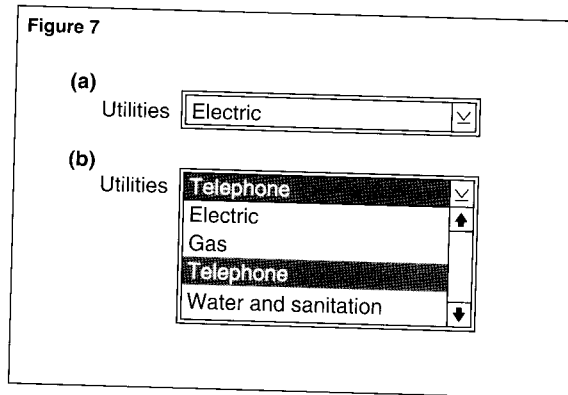 Figure 7
(a)
Utilities Electric
(b)
Utilities Telephone
Electric
Gas
Telephone
Water and sanitation